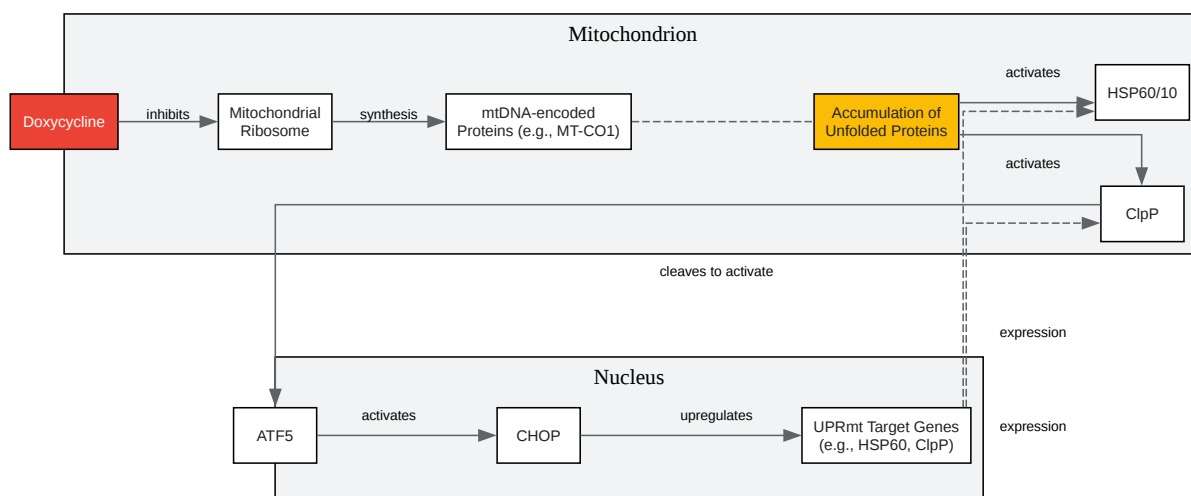 Mitochondrion
Doxycycline
inhibits
Mitochondrial
Ribosome
synthesis
mtDNA-encoded
Proteins (e.g., MT-CO1)
Accumulation of
Unfolded Proteins
activates
HSP60/10
activates
ClpP
cleaves to activate
expression
Nucleus
ATF5
activates
CHOP
upregulates
UPRmt Target Genes
(e.g., HSP60, ClpP)
expression